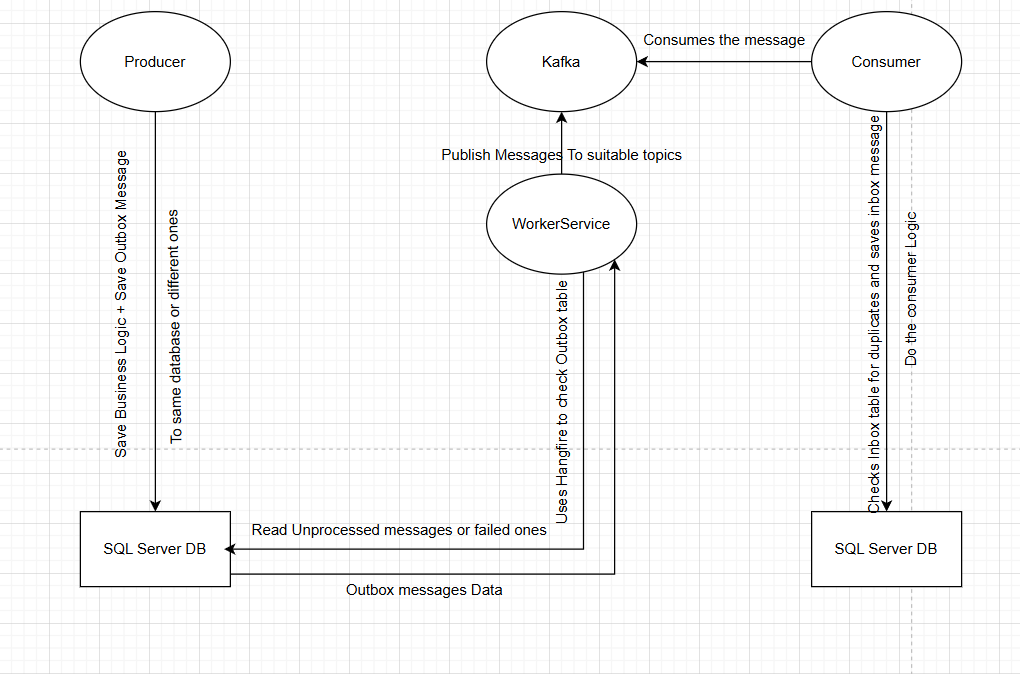 Producer
Kafka
Consumes the message
Consumer
Publish Messages To suitable topics
WorkerService
Save Business Logic + Save Outbox Message
To same database or different ones
Uses Hangfire to check Outbox table
Checks Inbox table for duplicates and saves inbox message
Do the consumer Logic
Read Unprocessed messages or failed ones
SQL Server DB
Outbox messages Data
SQL Server DB